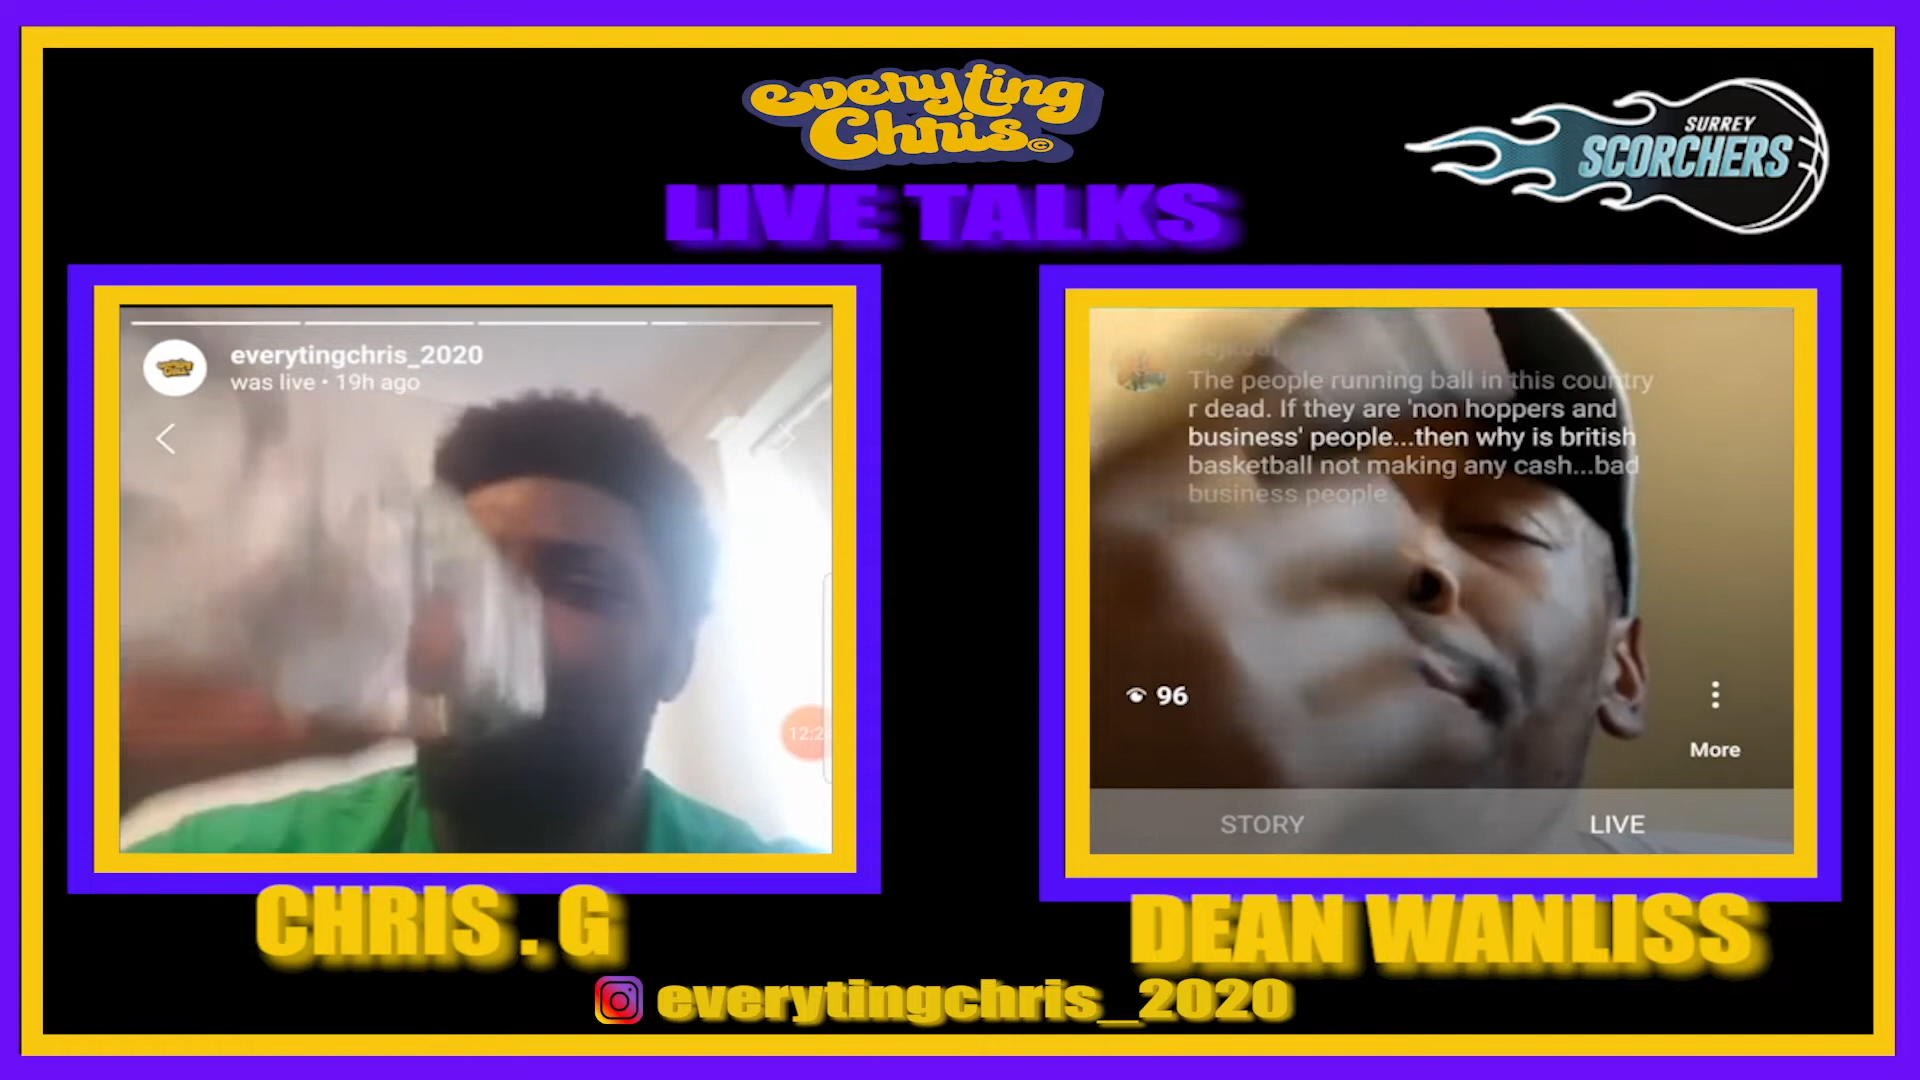 everyting
Chris ©
SURREY
SCORCHERS
LIVE TALKS
everytingchris_2020
was live • 19h ago
The people running ball in this country
r dead. If they are 'non hoppers and
business' people...then why is british
basketball not making any cash...bad
business people
96
More
STORY
LIVE
CHRIS . G
DEAN WANLISS
everytingchris_2020